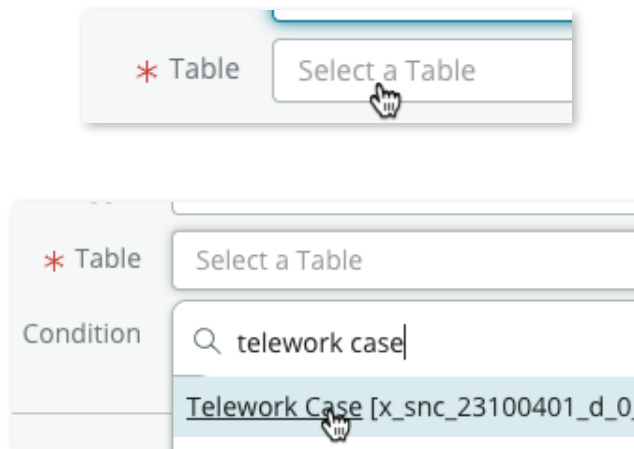 * Table Select a Table
* Table Select a Table
Condition
telework case
Telework Case [x_snc_23100401_d_0_